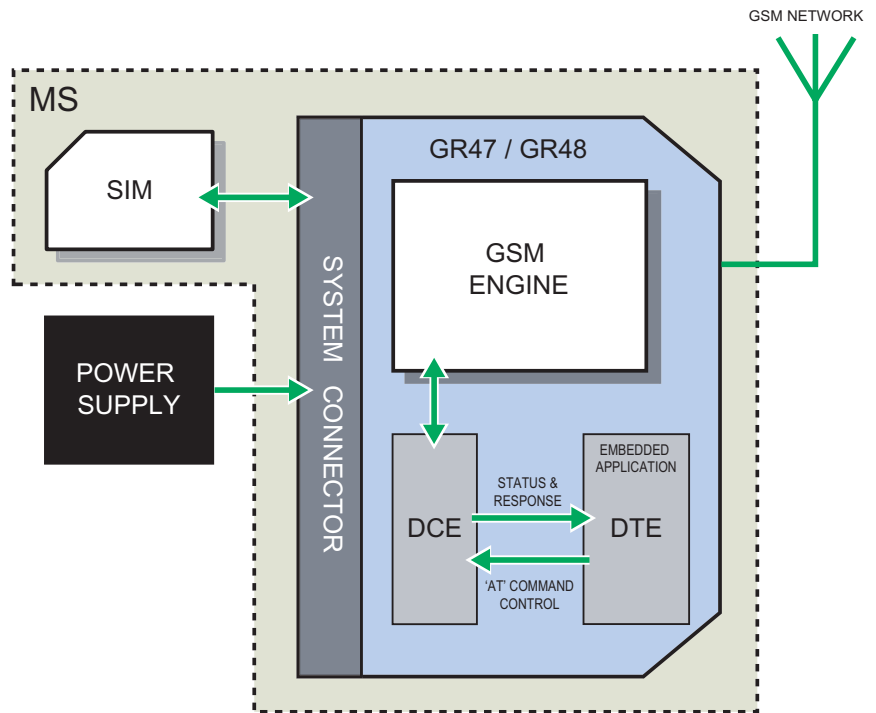 GSM NETWORK
MS
GR47 / GR48
SIM
GSM
ENGINE
SYSTEM CONNECTOR
POWER
SUPPLY
EMBEDDED
APPLICATION
STATUS &
RESPONSE
DCE
DTE
‘AT’ COMMAND
CONTROL